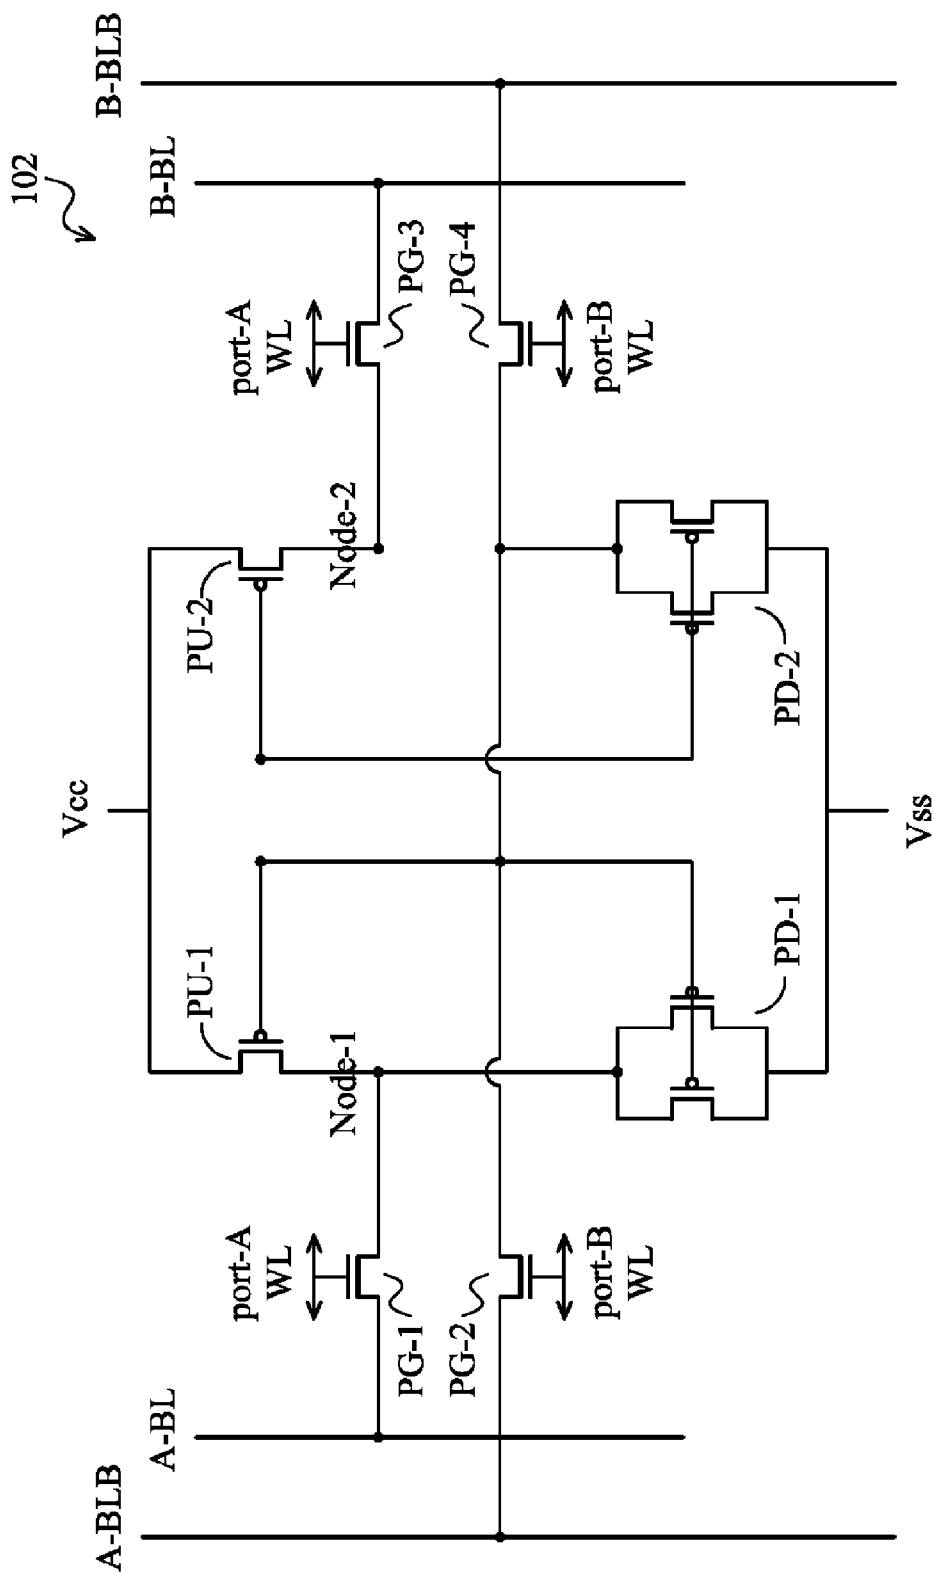 102
Vcc
A-BLB
B-BLB
A-BL
B-BL
PU-1
PU-2
port-A
WL
port-A
WL
Node-1
Node-2
PG-1
PG-3
PG-2
PG-4
port-B
WL
port-B
WL
PD-1
PD-2
Vss